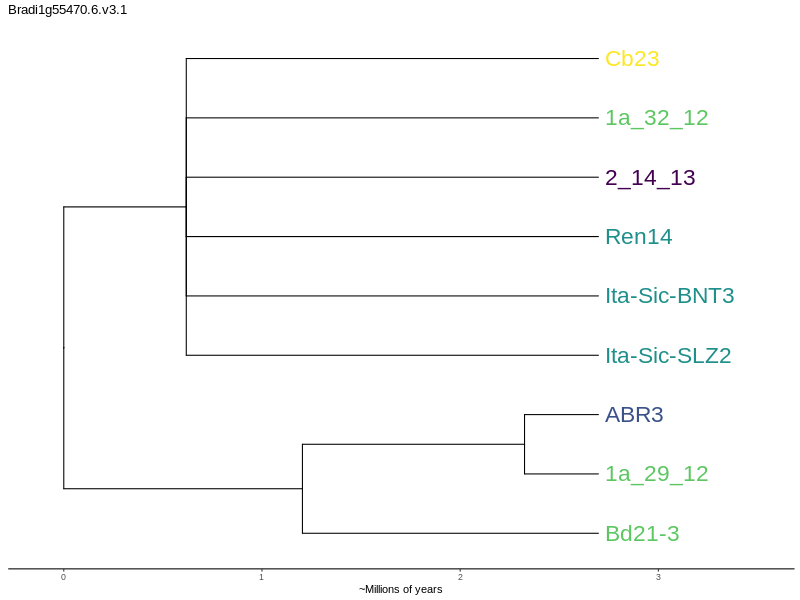 Bradi1g55470.6.v3.1
Cb23
1a_32_12
2_14_13
Ren14
Ita-Sic-BNT3
Ita-Sic-SLZ2
ABR3
1a_29_12
Bd21-3
0 1 2 3
~Millions of years